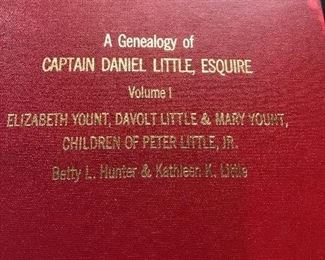 A Genealogy of
CAPTAIN DANIEL LITTLE, ESQUIRE
Volume I
ELIZABETH YOUNT, DAVOLT LITTLE & MARY YOUNT,
CHILDREN OF PETER LITTLE, JR.
Betty L. Hunter & Kathleen K. Little